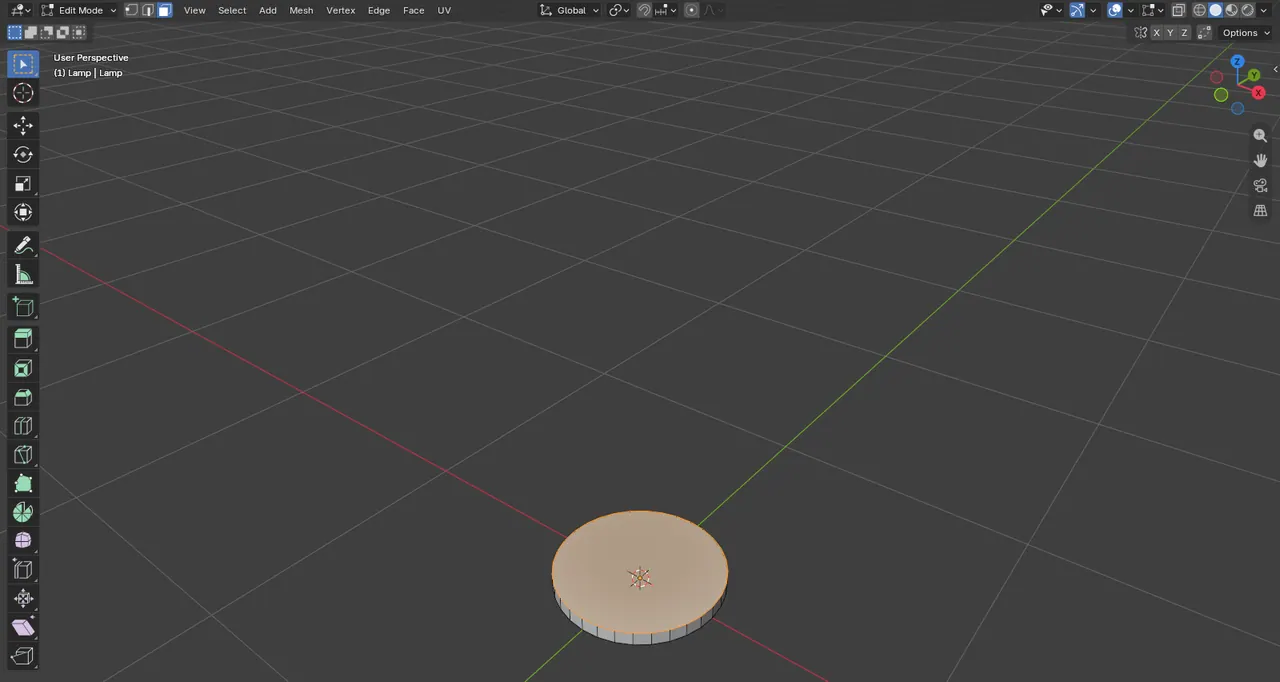 Edit Mode View Select Add Mesh Vertex Edge Face UV Global
X Y Z Options
User Perspective
(1) Lamp | Lamp
Z
Y
X